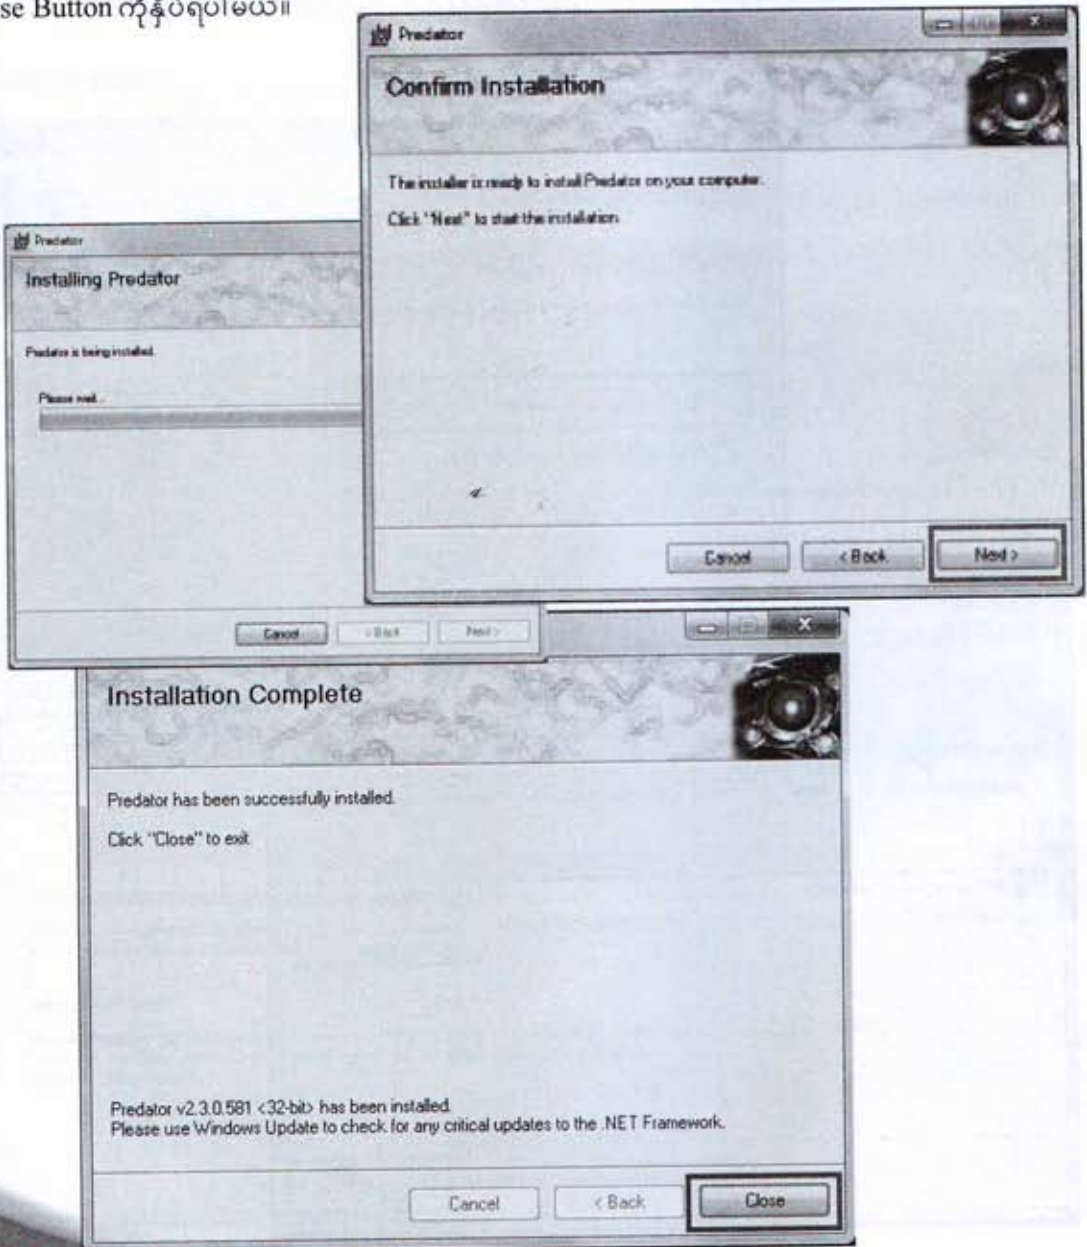 se Button ကိုနှိပ်ရပါမယ်။
Predator
Confirm Installation
The installer is ready to install Predator on your computer.
Click "Next" to start the installation
Cancel
< Back
Next >
Predator
Installing Predator
Predator is being installed.
Please wait...
Cancel
< Back
Next >
Installation Complete
Predator has been successfully installed.
Click "Close" to exit.
Predator v2.3.0.581 <32-bit> has been installed.
Please use Windows Update to check for any critical updates to the .NET Framework.
Cancel
< Back
Close